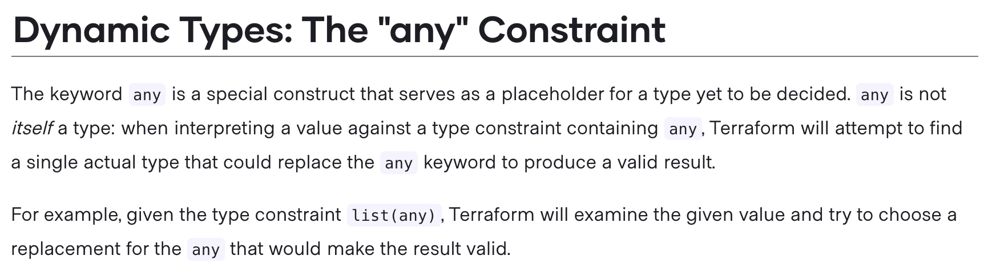 Dynamic Types: The "any" Constraint
The keyword any is a special construct that serves as a placeholder for a type yet to be decided. any is not
itself a type: when interpreting a value against a type constraint containing any, Terraform will attempt to find
a single actual type that could replace the any keyword to produce a valid result.
For example, given the type constraint list(any), Terraform will examine the given value and try to choose a
replacement for the any that would make the result valid.